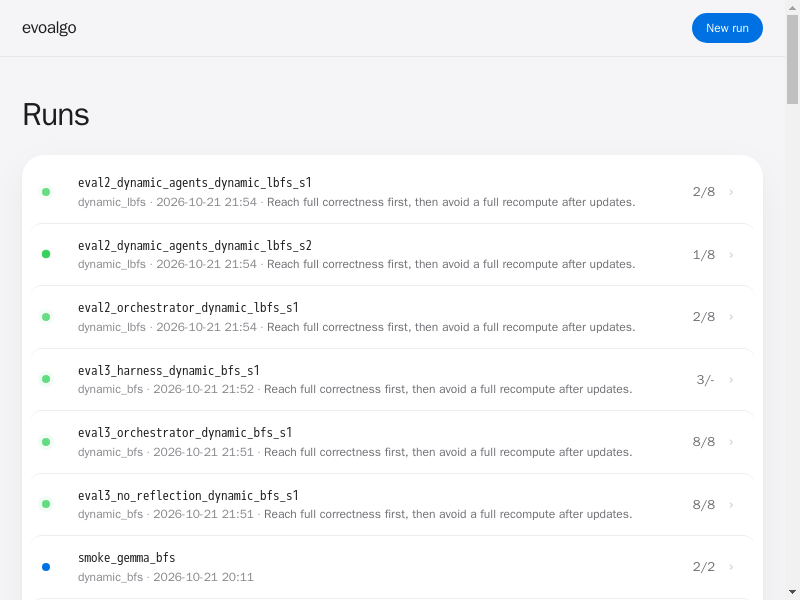 evoalgo
New run
Runs
eval2_dynamic_agents_dynamic_lbfs_s1
dynamic_lbfs · 2026-10-21 21:54 · Reach full correctness first, then avoid a full recompute after updates.
2/8
eval2_dynamic_agents_dynamic_lbfs_s2
dynamic_lbfs · 2026-10-21 21:54 · Reach full correctness first, then avoid a full recompute after updates.
1/8
eval2_orchestrator_dynamic_lbfs_s1
dynamic_lbfs · 2026-10-21 21:54 · Reach full correctness first, then avoid a full recompute after updates.
2/8
eval3_harness_dynamic_bfs_s1
dynamic_bfs · 2026-10-21 21:52 · Reach full correctness first, then avoid a full recompute after updates.
3/-
eval3_orchestrator_dynamic_bfs_s1
dynamic_bfs · 2026-10-21 21:51 · Reach full correctness first, then avoid a full recompute after updates.
8/8
eval3_no_reflection_dynamic_bfs_s1
dynamic_bfs · 2026-10-21 21:51 · Reach full correctness first, then avoid a full recompute after updates.
8/8
smoke_gemma_bfs
dynamic_bfs · 2026-10-21 20:11
2/2